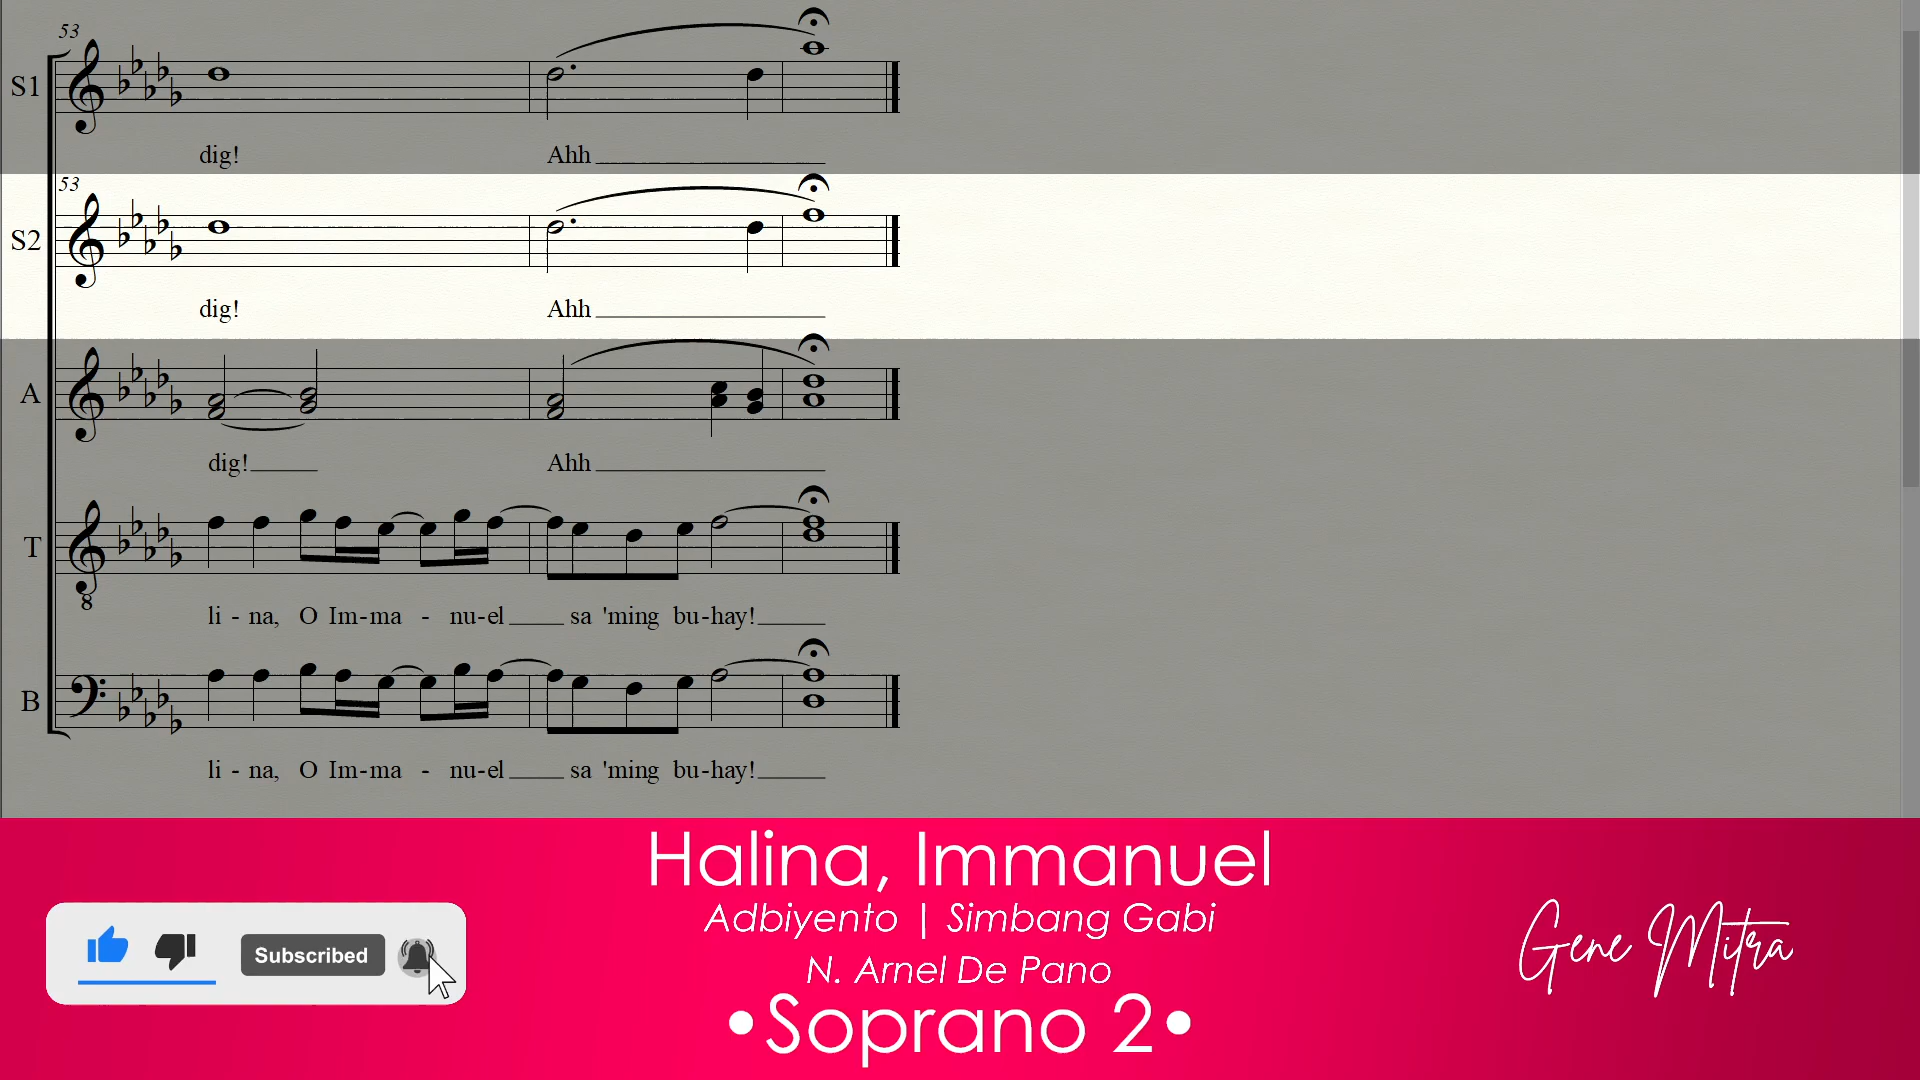 53
S1
dig! Ahh
53
S2
dig! Ahh
A
dig! Ahh
T
8
li - na, O Im-ma - nu-el sa 'ming bu-hay!
B
li - na, O Im-ma - nu-el sa 'ming bu-hay!
Halina, Immanuel
Adbiyento | Simbang Gabi
N. Arnel De Pano
•Soprano 2•
Subscribed
Gene Mitra